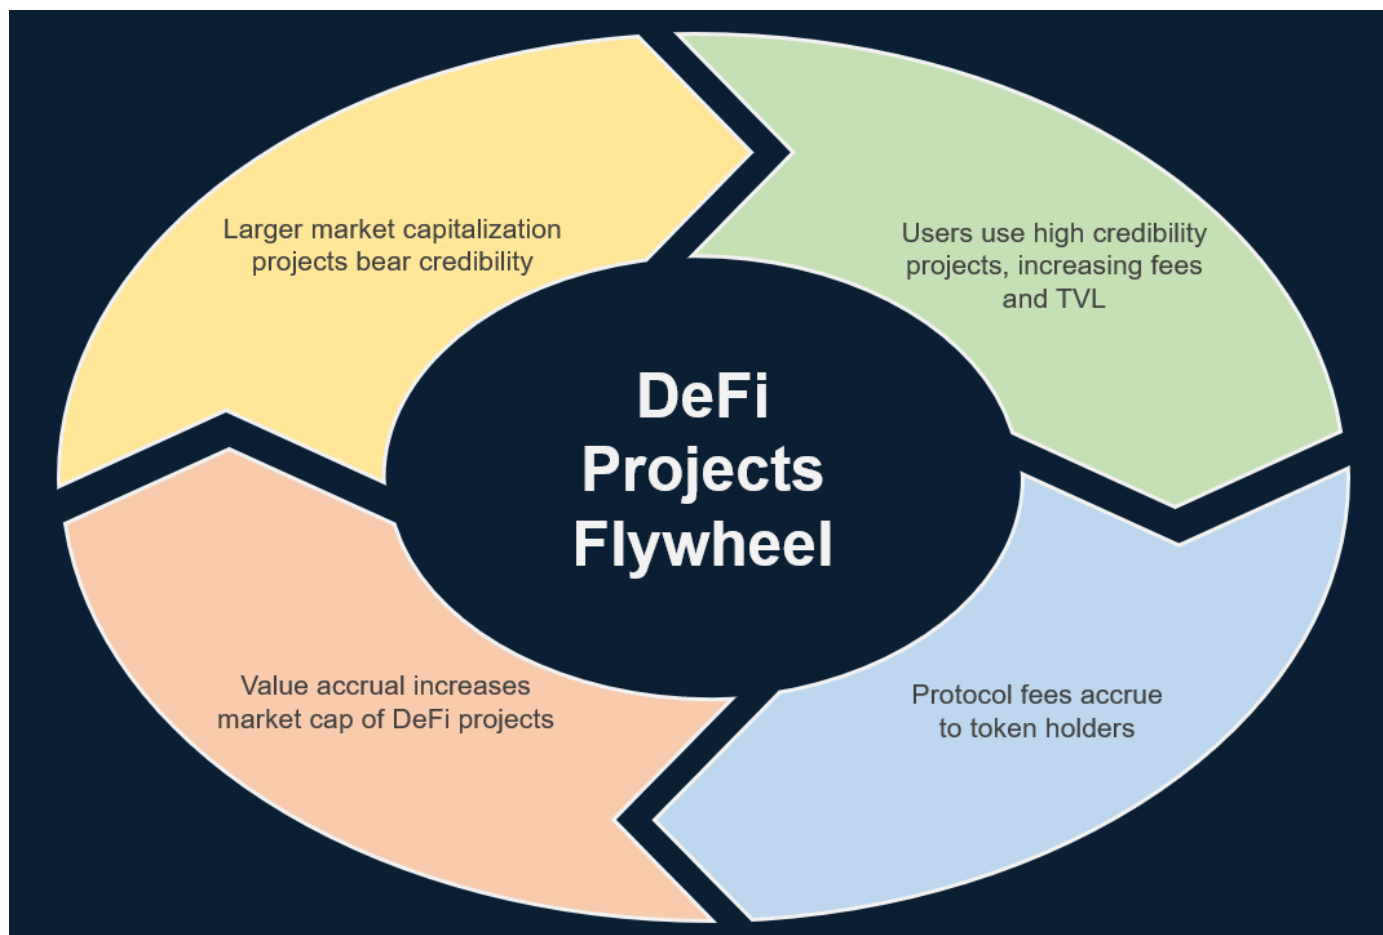 Larger market capitalization
projects bear credibility
Users use high credibility
projects, increasing fees
and TVL
DeFi
Projects
Flywheel
Value accrual increases
market cap of DeFi projects
Protocol fees accrue
to token holders